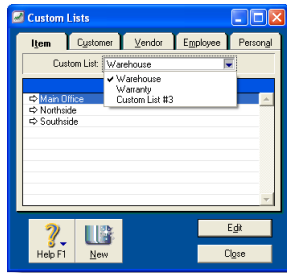 Custom Lists
Item Customer Vendor Employee Personal
Custom List: Warehouse
Warehouse
Warranty
Custom List #3
Main Office
Northside
Southside
Help F1 New
Edit
Close